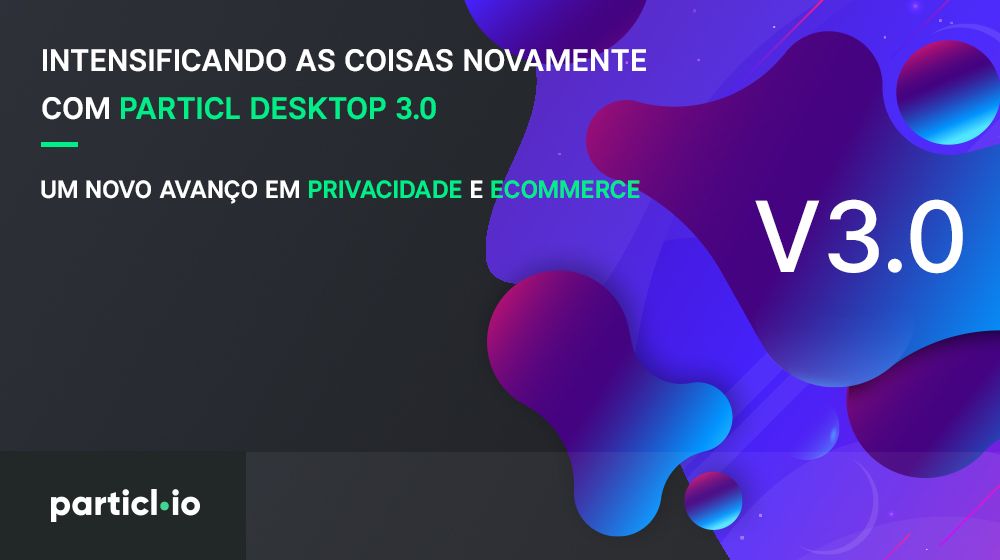 INTENSIFICANDO AS COISAS NOVAMENTE
COM PARTICL DESKTOP 3.0
UM NOVO AVANÇO EM PRIVACIDADE E ECOMMERCE
V3.0
particl.io